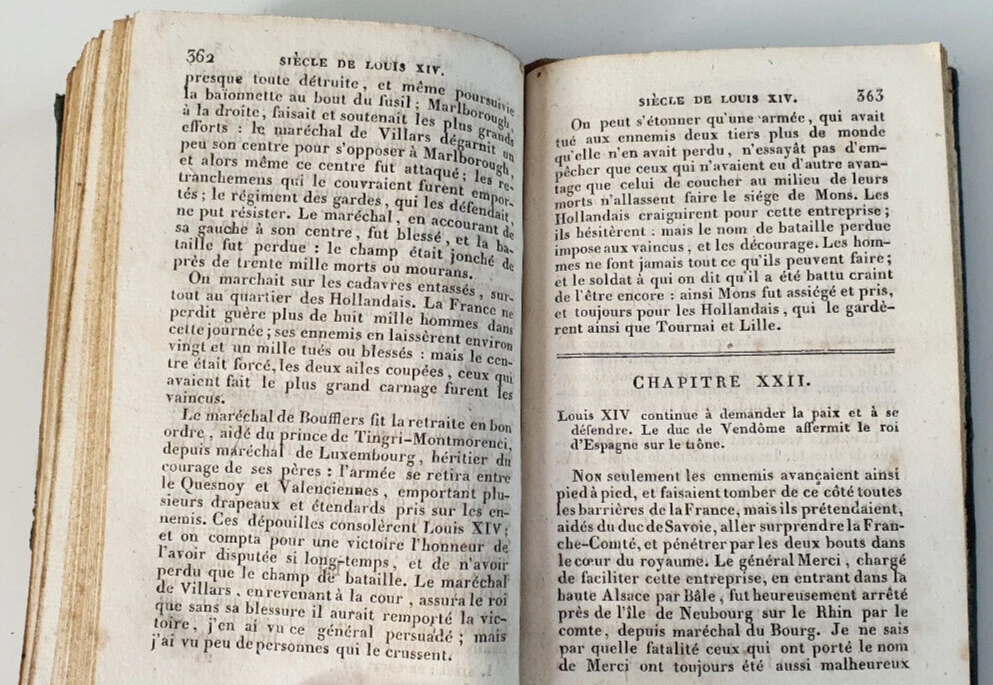 362
SIÈCLE DE LOUIS XIV.
presque toute détruite, et même poursuivie
la baïonnette au bout du fusil; Marlborough,
à la droite, faisait et soutenait les plus grands
efforts : le maréchal de Villars dégarnit un
peu son centre pour s'opposer à Marlborough,
et alors même ce centre fut attaqué; les re-
tranchemens qui le couvraient furent empor-
tés; le régiment des gardes, qui les défendait,
ne put résister. Le maréchal, en accourant de
sa gauche à son centre, fut blessé, et la ba-
taille fut perdue : le champ était jonché de
près de trente mille morts ou mourans.
On marchait sur les cadavres entassés, sur-
tout au quartier des Hollandais. La France ne
perdit guère plus de huit mille hommes dans
cette journée; ses ennemis en laissèrent environ
vingt et un mille tués ou blessés : mais le cen-
tre était forcé, les deux ailes coupées, ceux qui
avaient fait le plus grand carnage furent les
vaincus.
Le maréchal de Boufflers fit la retraite en bon
ordre, aidé du prince de Tingri-Montmorenci,
depuis maréchal de Luxembourg, héritier du
courage de ses pères : l'armée se retira entre
le Quesnoy et Valenciennes, emportant plu-
sieurs drapeaux et étendards pris sur les en-
nemis. Ces dépouilles consolèrent Louis XIV;
et on compta pour une victoire l'honneur de
l'avoir disputée si long-temps, et de n'avoir
perdu que le champ de bataille. Le maréchal
de Villars, en revenant à la cour, assura le roi
que sans sa blessure il aurait remporté la vic-
toire, j'en ai vu ce général persuadé; mais
j'ai vu peu de personnes qui le crussent.
SIÈCLE DE LOUIS XIV. 363
On peut s'étonner qu'une armée, qui avait
tué aux ennemis deux tiers plus de monde
qu'elle n'en avait perdu, n'essayât pas d'em-
pêcher que ceux qui n'avaient eu d'autre avan-
tage que celui de coucher au milieu de leurs
morts n'allassent faire le siége de Mons. Les
Hollandais craignirent pour cette entreprise;
ils hésitèrent : mais le nom de bataille perdue
impose aux vaincus, et les décourage. Les hom-
mes ne font jamais tout ce qu'ils peuvent faire;
et le soldat à qui on dit qu'il a été battu craint
de l'être encore : ainsi Mons fut assiégé et pris,
et toujours pour les Hollandais, qui le gardè-
rent ainsi que Tournai et Lille.
CHAPITRE XXII.
Louis XIV continue à demander la paix et à se
défendre. Le duc de Vendôme affermit le roi
d'Espagne sur le trône.
NON seulement les ennemis avançaient ainsi
pied à pied, et faisaient tomber de ce côté toutes
les barrières de la France, mais ils prétendaient,
aidés du duc de Savoie, aller surprendre la Fran-
che-Comté, et pénétrer par les deux bouts dans
le cœur du royaume. Le général Merci, chargé
de faciliter cette entreprise, en entrant dans la
haute Alsace par Bâle, fut heureusement arrêté
près de l'île de Neubourg sur le Rhin par le
comte, depuis maréchal du Bourg. Je ne sais
par quelle fatalité ceux qui ont porté le nom
de Merci ont toujours été aussi malheureux